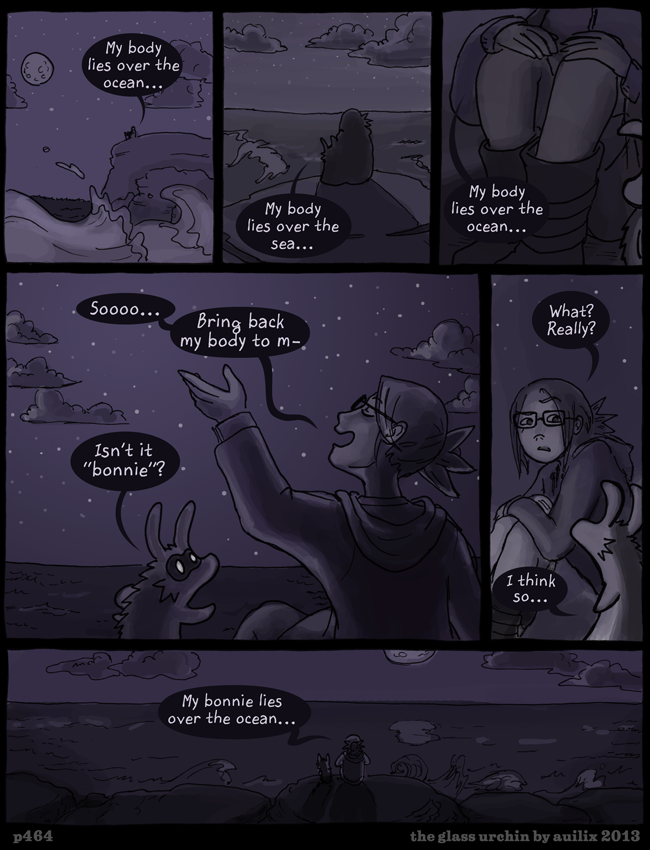 My body
lies over the
ocean...
My body
lies over the
sea...
My body
lies over the
ocean...
Soooo...
Bring back
my body to m-
Isn't it
"bonnie"?
What?
Really?
I think
so...
My bonnie lies
over the ocean...
p464
the glass urchin by auilix 2013